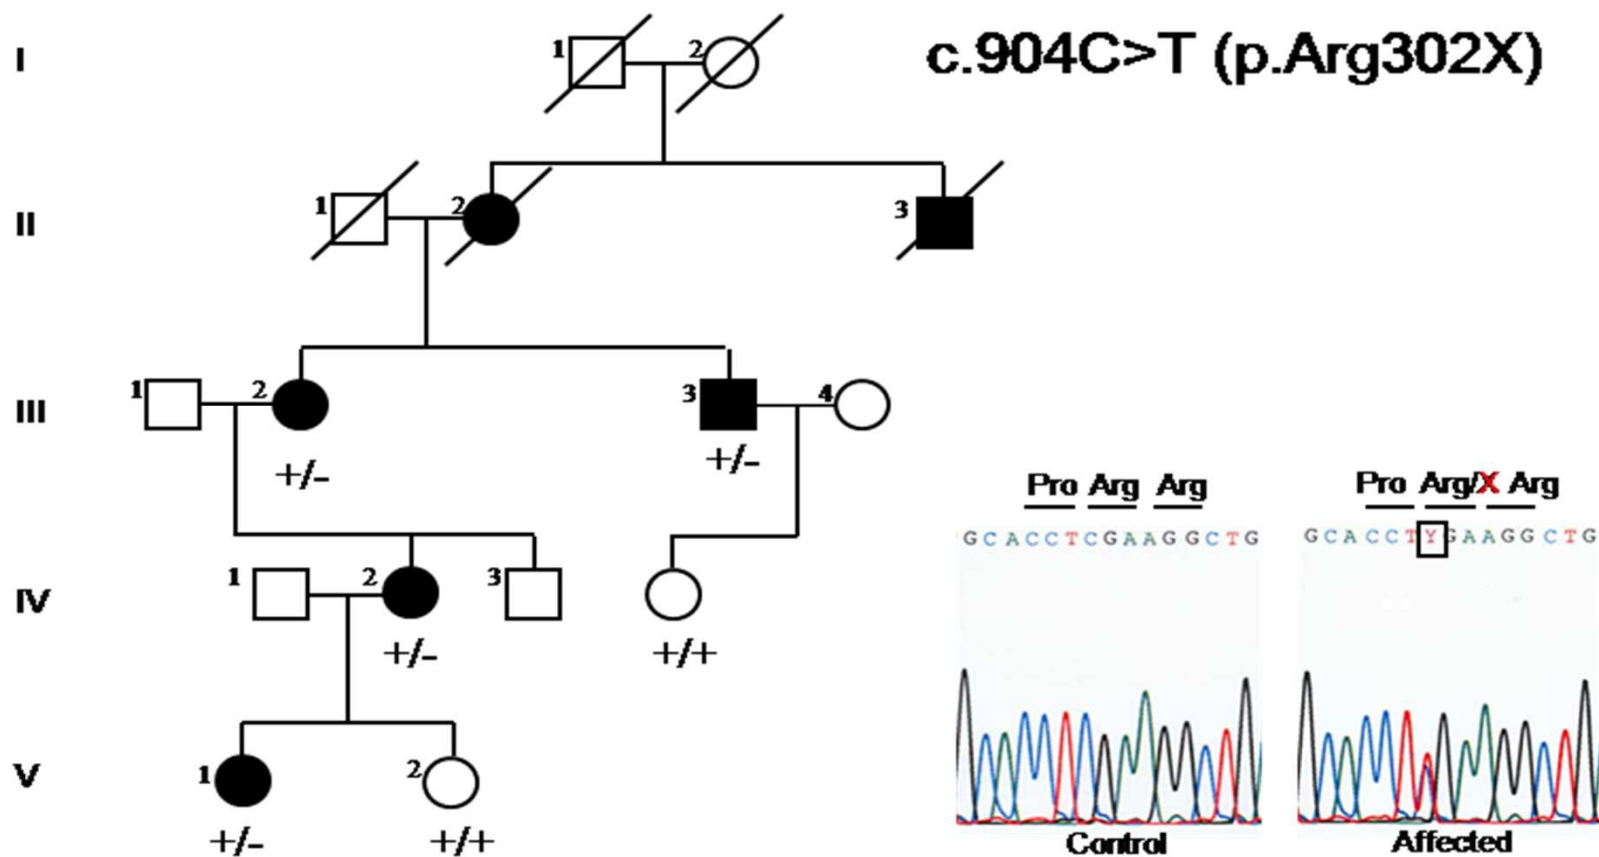 c.904C>T (p.Arg302X)
I
1
2
II
1
2
3
III
1
2
3
4
+/-
+/-
IV
1
2
3
+/-
+/+
V
1
2
+/-
+/+
Pro Arg Arg
GCACCTCGAAGGCTG
Control
Pro Arg/X Arg
GCACCTYGAAGGCTG
Affected